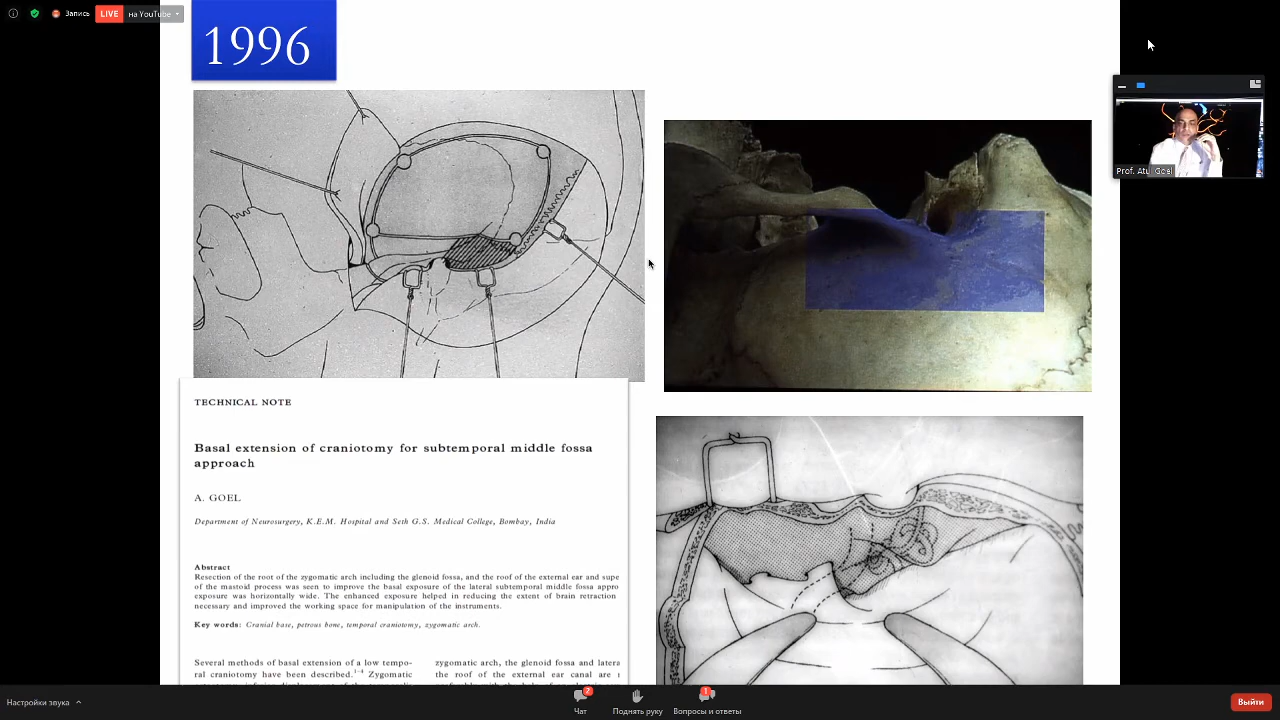 Запись
LIVE
на YouTube
1996
Prof. Atul Goel
TECHNICAL NOTE
Basal extension of craniotomy for subtemporal middle fossa
approach
A. GOEL
Department of Neurosurgery, K.E.M. Hospital and Seth G.S. Medical College, Bombay, India
Abstract
Resection of the root of the zygomatic arch including the glenoid fossa, and the roof of the external ear and supe
of the mastoid process was seen to improve the basal exposure of the lateral subtemporal middle fossa appro
exposure was horizontally wide. The enhanced exposure helped in reducing the extent of brain retraction
necessary and improved the working space for manipulation of the instruments.
Key words: Cranial base, petrous bone, temporal craniotomy, zygomatic arch.
Several methods of basal extension of a low tempo-
ral craniotomy have been described.1–4 Zygomatic
zygomatic arch, the glenoid fossa and latera
the roof of the external ear canal are
Настройки звука
2
Чат
Поднять руку
1
Вопросы и ответы
Выйти